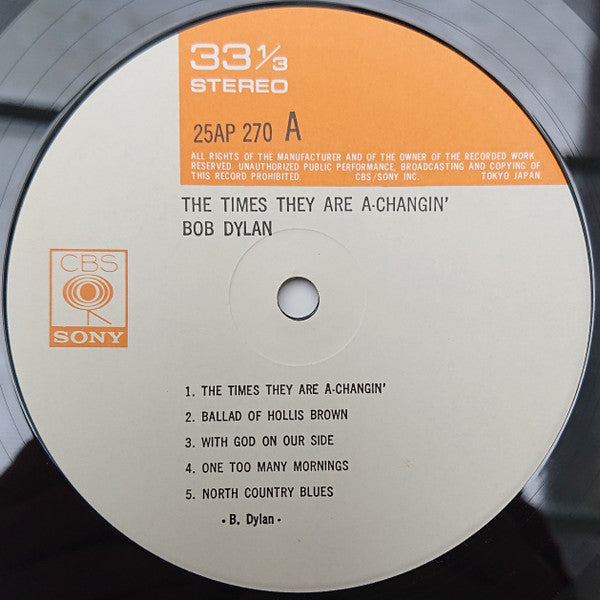 33 1/3
STEREO
25AP 270 A
ALL RIGHTS OF THE MANUFACTURER AND OF THE OWNER OF THE RECORDED WORK
RESERVED. UNAUTHORIZED PUBLIC PERFORMANCE, BROADCASTING AND COPYING OF
THIS RECORD PROHIBITED. CBS/SONY INC. TOKYO JAPAN.
THE TIMES THEY ARE A-CHANGIN'
BOB DYLAN
CBS
SONY
1. THE TIMES THEY ARE A-CHANGIN'
2. BALLAD OF HOLLIS BROWN
3. WITH GOD ON OUR SIDE
4. ONE TOO MANY MORNINGS
5. NORTH COUNTRY BLUES
• B. Dylan •